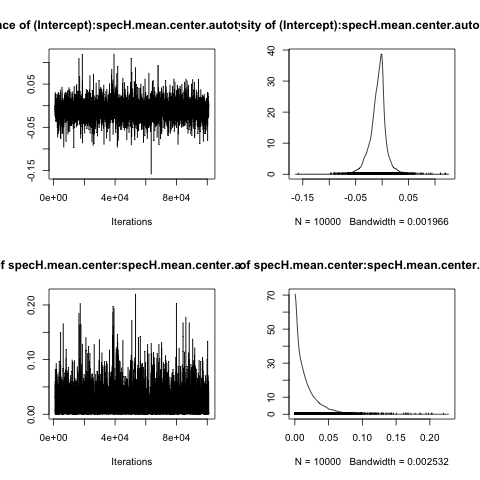 ace of (Intercept):specH.mean.center.autot
sity of (Intercept):specH.mean.center.auto
0.05
-0.05
-0.15
0e+00 4e+04 8e+04
Iterations
40
30
20
10
0
-0.15 -0.05 0.05
N = 10000 Bandwidth = 0.001966
f specH.mean.center:specH.mean.center.a
of specH.mean.center:specH.mean.center.
0.20
0.10
0.00
0e+00 4e+04 8e+04
Iterations
70
50
30
10
0
0.00 0.05 0.10 0.15 0.20
N = 10000 Bandwidth = 0.002532